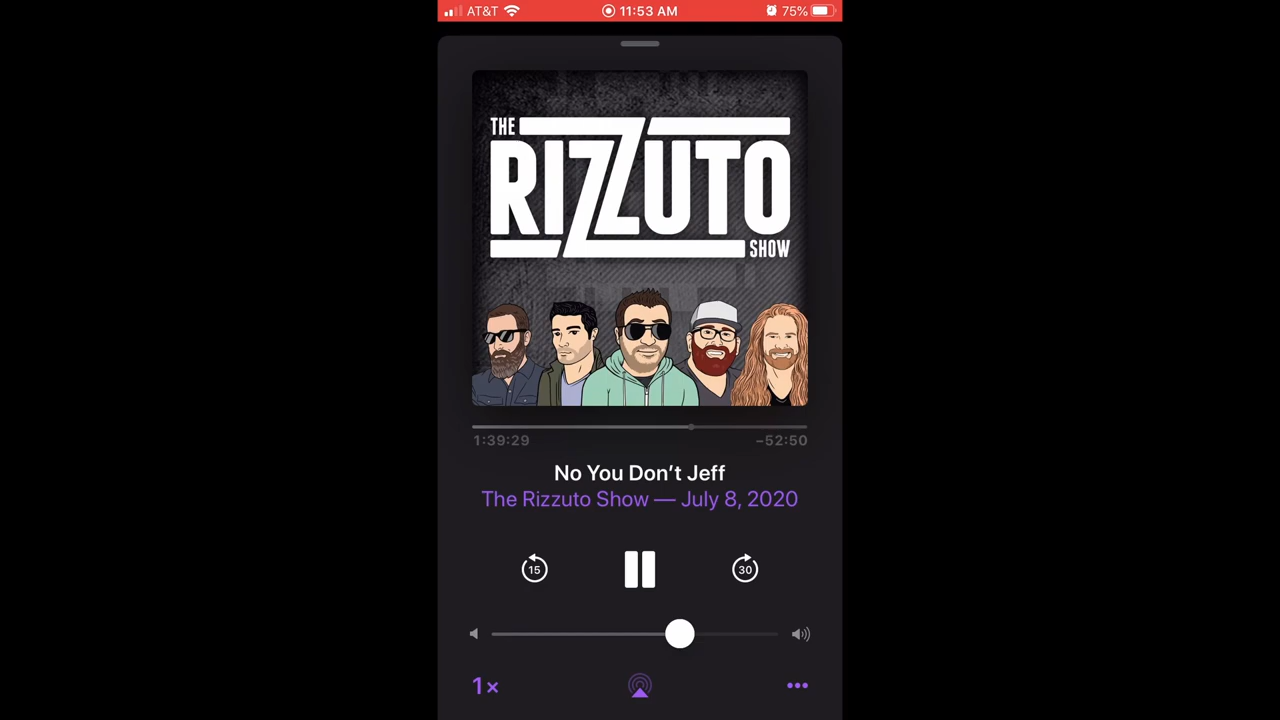 AT&T 11:53 AM 75%
THE
RIZZUTO
SHOW
1:39:29 −52:50
No You Don’t Jeff
The Rizzuto Show — July 8, 2020
15 30
1×